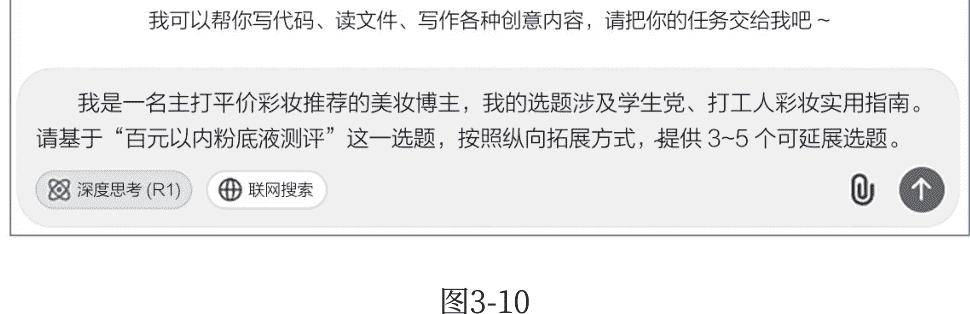 我可以帮你写代码、读文件、写作各种创意内容，请把你的任务交给我吧 ~
我是一名主打平价彩妆推荐的美妆博主，我的选题涉及学生党、打工人彩妆实用指南。
请基于“百元以内粉底液测评”这一选题，按照纵向拓展方式，提供 3~5 个可延展选题。
深度思考 (R1) 联网搜索
图3-10